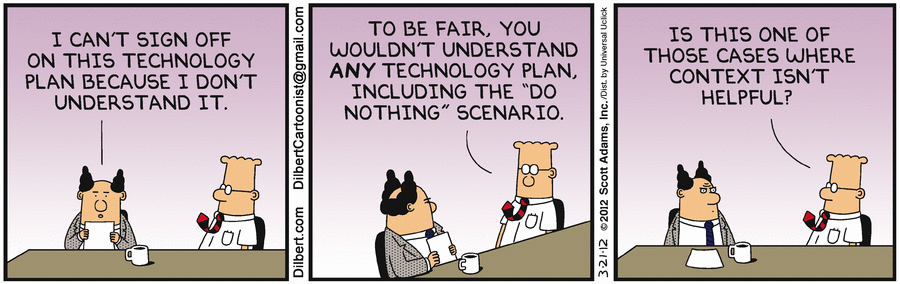 I CAN'T SIGN OFF
ON THIS TECHNOLOGY
PLAN BECAUSE I DON'T
UNDERSTAND IT.
Dilbert.com DilbertCartoonist@gmail.com
TO BE FAIR, YOU
WOULDN'T UNDERSTAND
ANY TECHNOLOGY PLAN,
INCLUDING THE "DO
NOTHING" SCENARIO.
3-21-12 ©2012 Scott Adams, Inc. /Dist. by Universal Uclick
IS THIS ONE OF
THOSE CASES WHERE
CONTEXT ISN'T
HELPFUL?